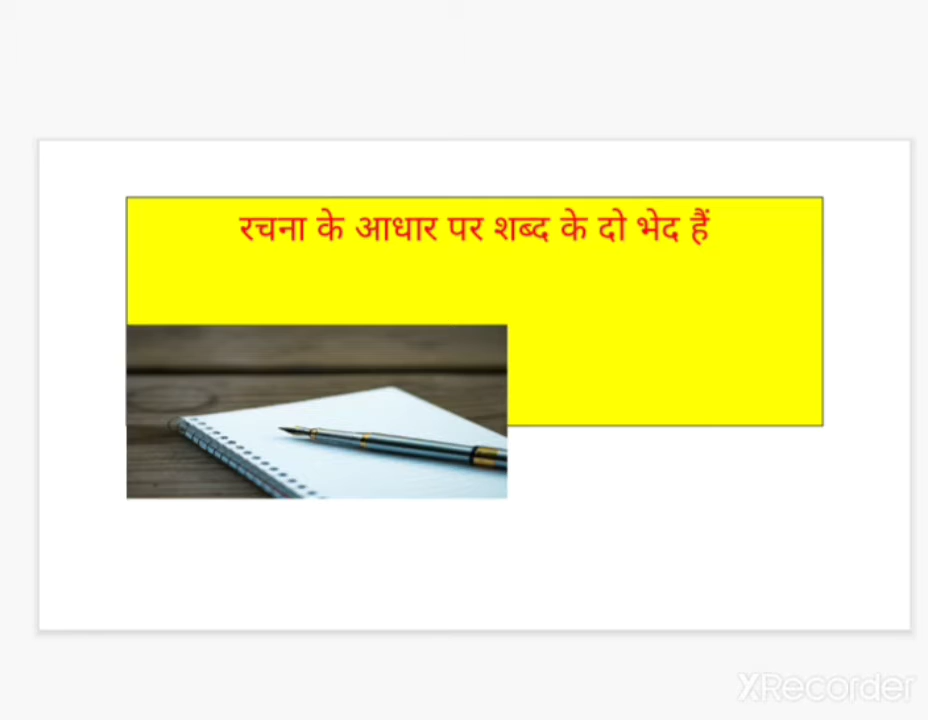 रचना के आधार पर शब्द के दो भेद हैं
XRecorder